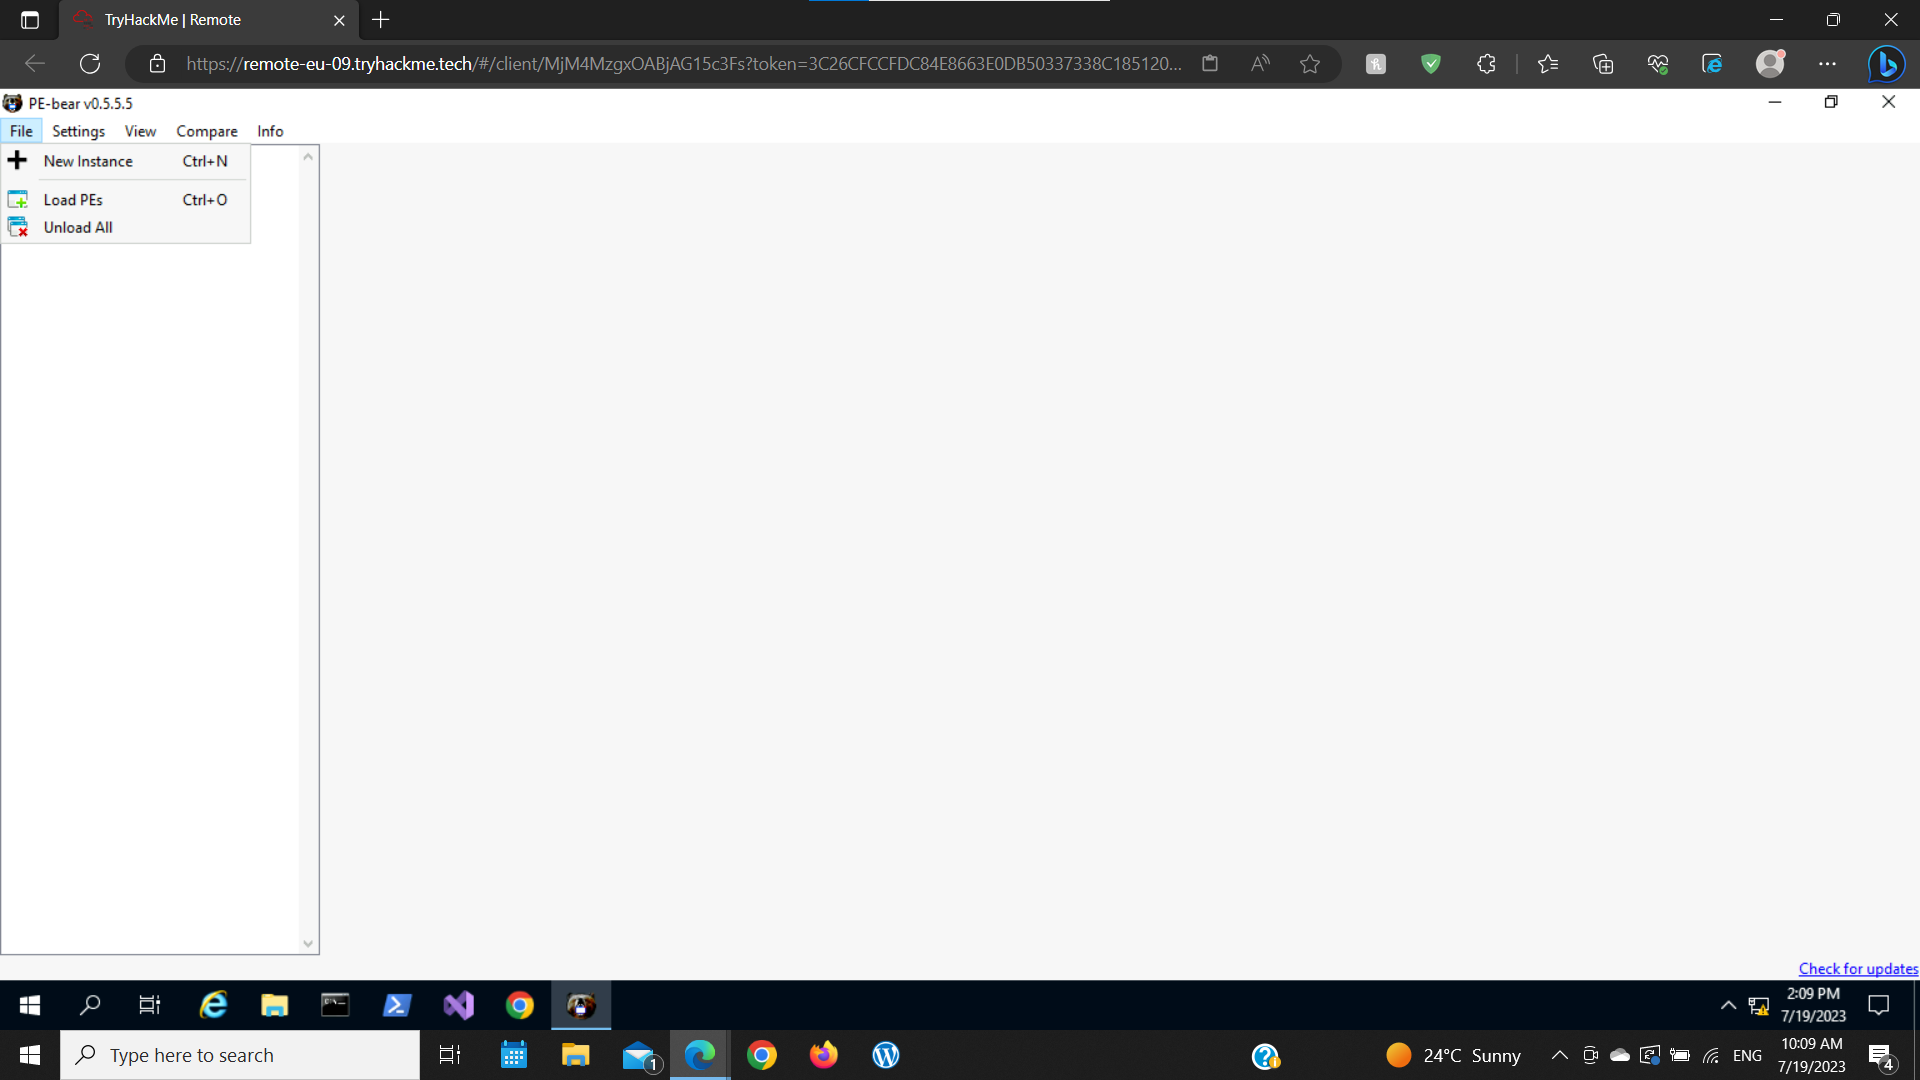 TryHackMe | Remote
https://remote-eu-09.tryhackme.tech/#/client/MjM4MzgxOABjAG15c3Fs?token=3C26CFCCFDC84E8663E0DB50337338C185120...
PE-bear v0.5.5.5
File Settings View Compare Info
New Instance Ctrl+N
Load PEs Ctrl+O
Unload All
Check for updates
2:09 PM
7/19/2023
Type here to search
1
24°C Sunny
ENG
10:09 AM
7/19/2023
4